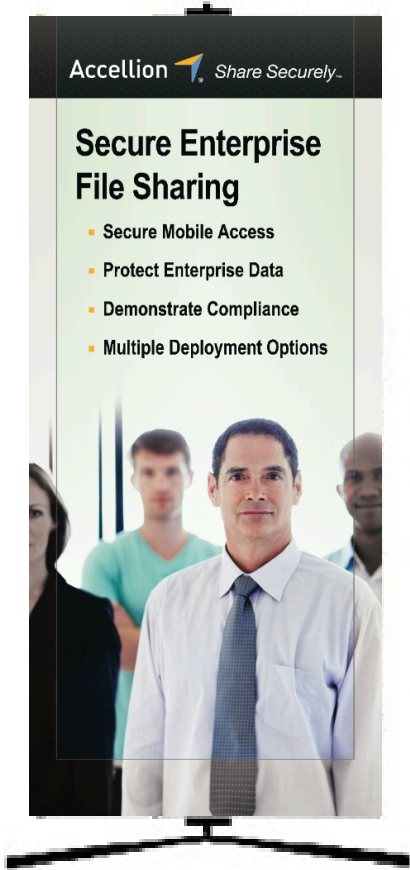 Accellion ® Share Securely™
Secure Enterprise
File Sharing
Secure Mobile Access
Protect Enterprise Data
Demonstrate Compliance
Multiple Deployment Options